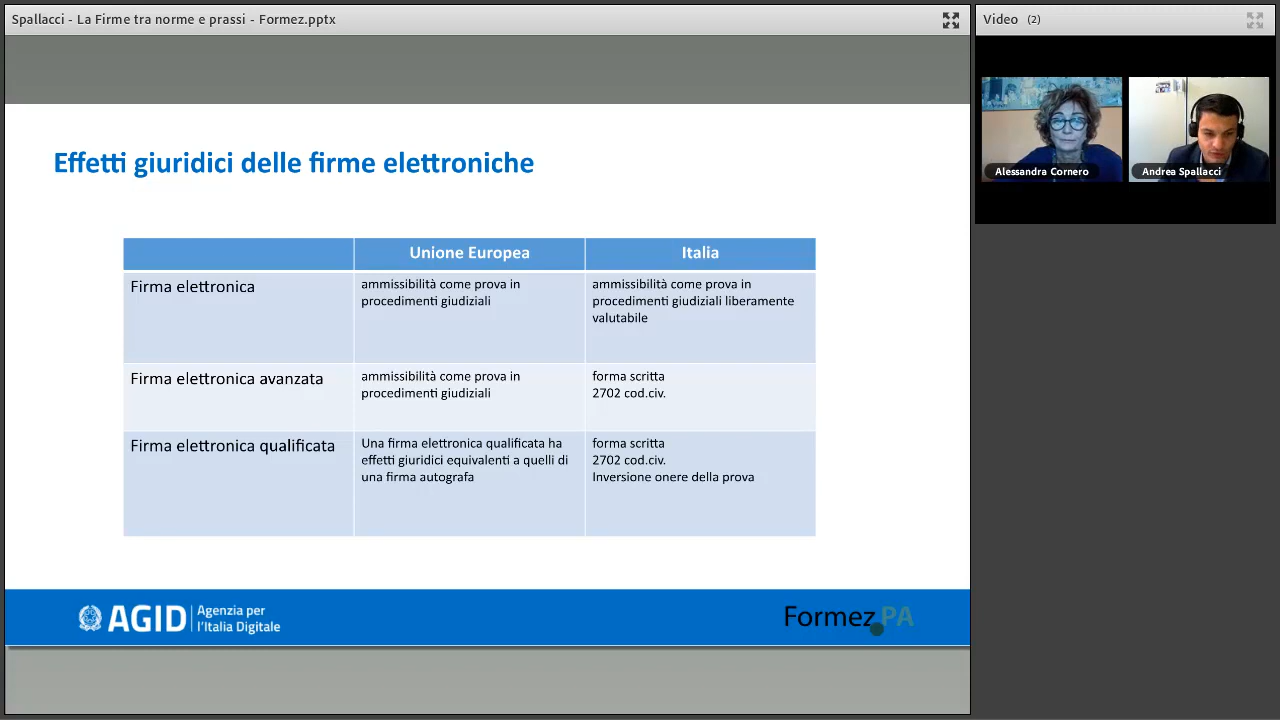 Spallacci - La Firme tra norme e prassi - Formez.pptx
Video (2)
Alessandra Cornero
Andrea Spallacci
Effetti giuridici delle firme elettroniche
Unione Europea
Italia
Firma elettronica
ammissibilità come prova in
procedimenti giudiziali
ammissibilità come prova in
procedimenti giudiziali liberamente
valutabile
Firma elettronica avanzata
ammissibilità come prova in
procedimenti giudiziali
forma scritta
2702 cod.civ.
Firma elettronica qualificata
Una firma elettronica qualificata ha
effetti giuridici equivalenti a quelli di
una firma autografa
forma scritta
2702 cod.civ.
Inversione onere della prova
AGID
Agenzia per
l'Italia Digitale
Formez PA